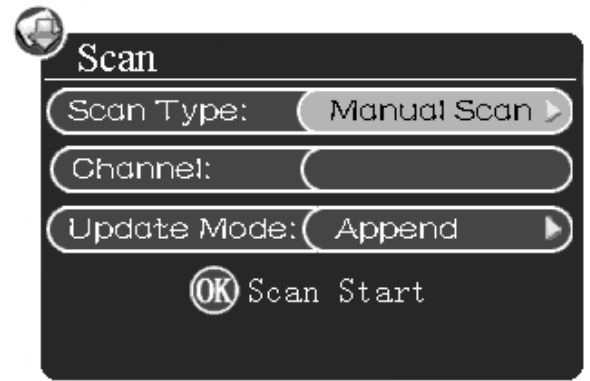 Scan
Scan Type: Manual Scan
Channel:
Update Mode: Append
OK Scan Start